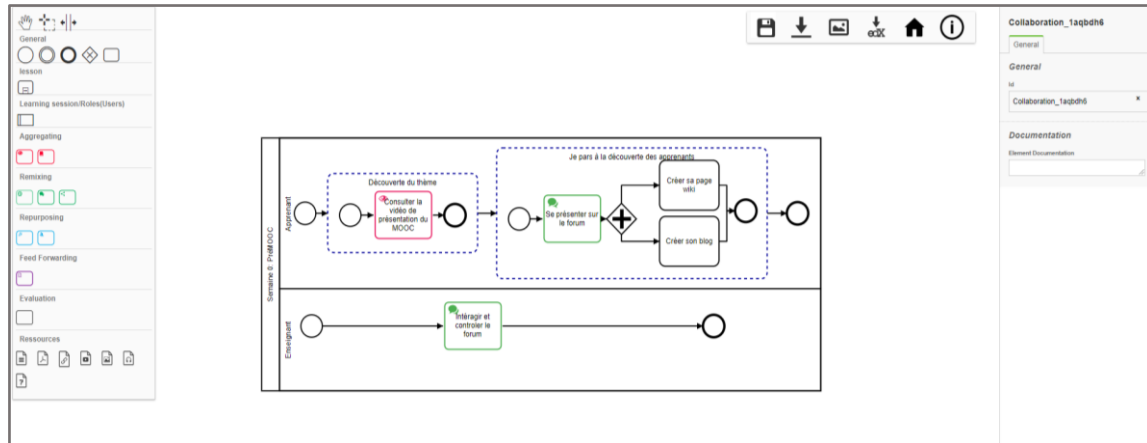 General
lesson
Learning session/Roles(Users)
Aggregating
Remixing
Repurposing
Feed Forwarding
Evaluation
Ressources
edX
Semaine 0: PréMOOC
Apprenant
Découverte du thème
Consulter la
vidéo de
présentation du
MOOC
Je pars à la découverte des apprenants
Se présenter sur
le forum
Créer sa page
wiki
Créer son blog
Enseignant
Intéragir et
controler le
forum
Collaboration_1aqbdh6
General
General
Id
Collaboration_1aqbdh6
×
Documentation
Element Documentation